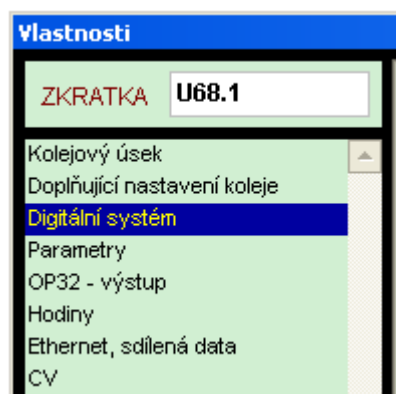 Vlastnosti
ZKRATKA U68.1
Kolejový úsek
Doplňující nastavení koleje
Digitální systém
Parametry
OP32 - výstup
Hodiny
Ethernet, sdílená data
CV